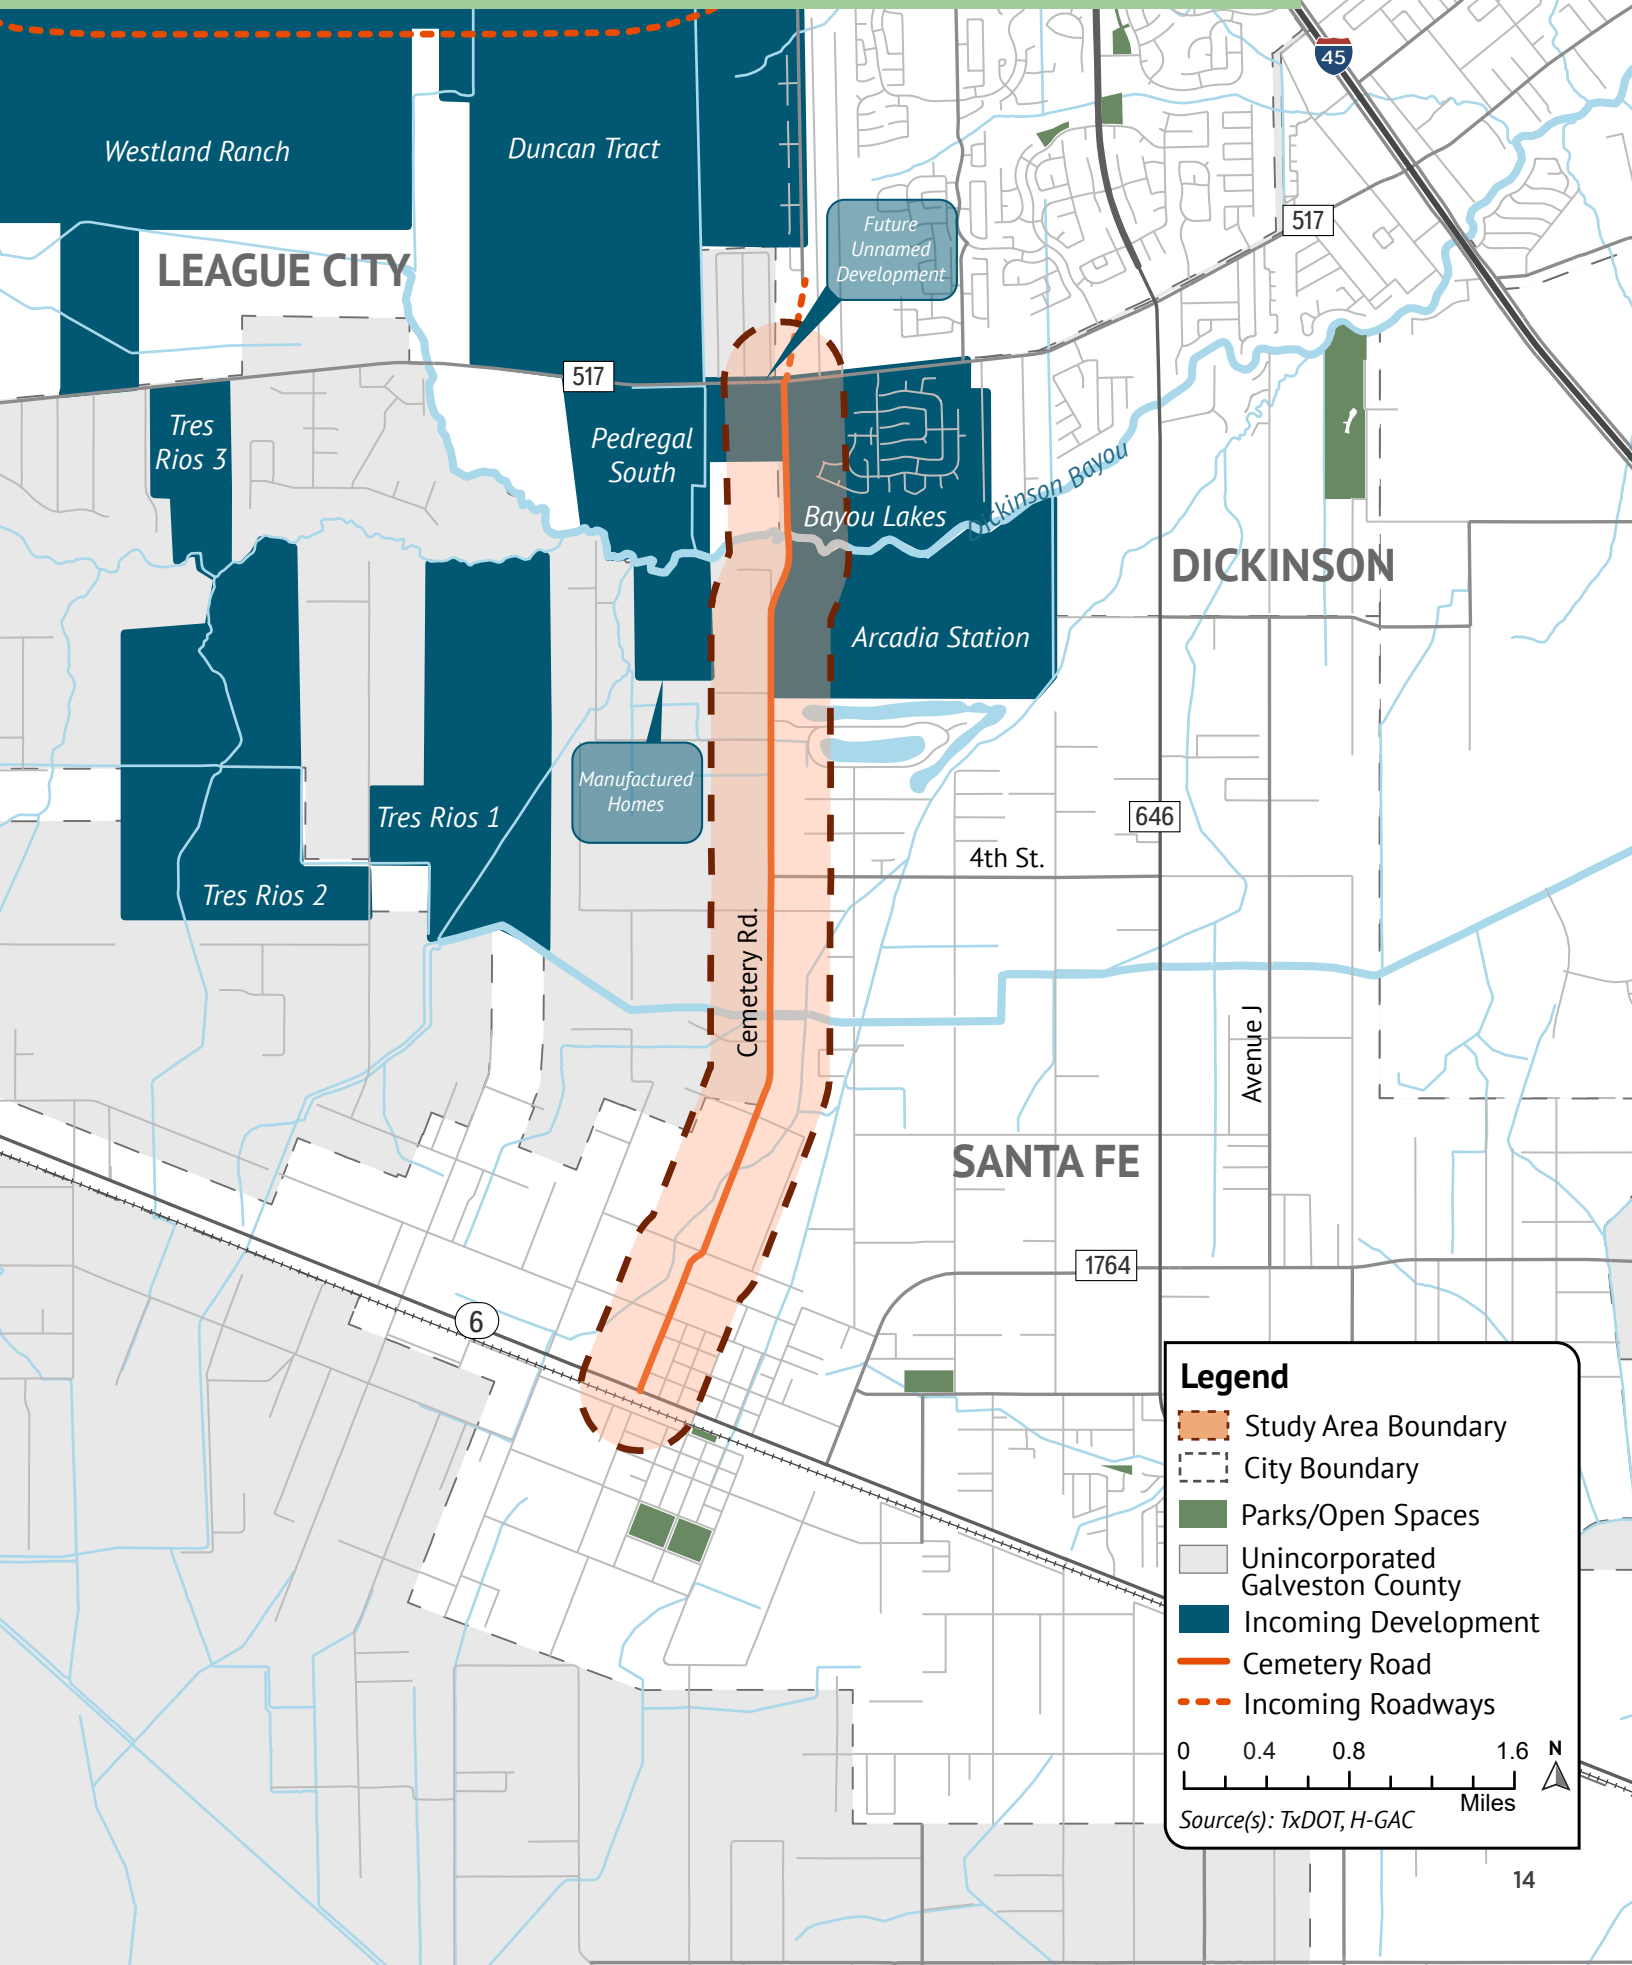 45
Westland Ranch
Duncan Tract
Future
Unnamed
Development
517
LEAGUE CITY
517
Tres
Rios 3
Pedregal
South
Dickinson Bayou
Bayou Lakes
DICKINSON
Arcadia Station
Manufactured
Homes
Tres Rios 1
646
4th St.
Tres Rios 2
Cemetery Rd.
Avenue J
SANTA FE
1764
6
Legend
Study Area Boundary
City Boundary
Parks/Open Spaces
Unincorporated
Galveston County
Incoming Development
Cemetery Road
Incoming Roadways
0 0.4 0.8 1.6 N
Miles
Source(s): TxDOT, H-GAC
14